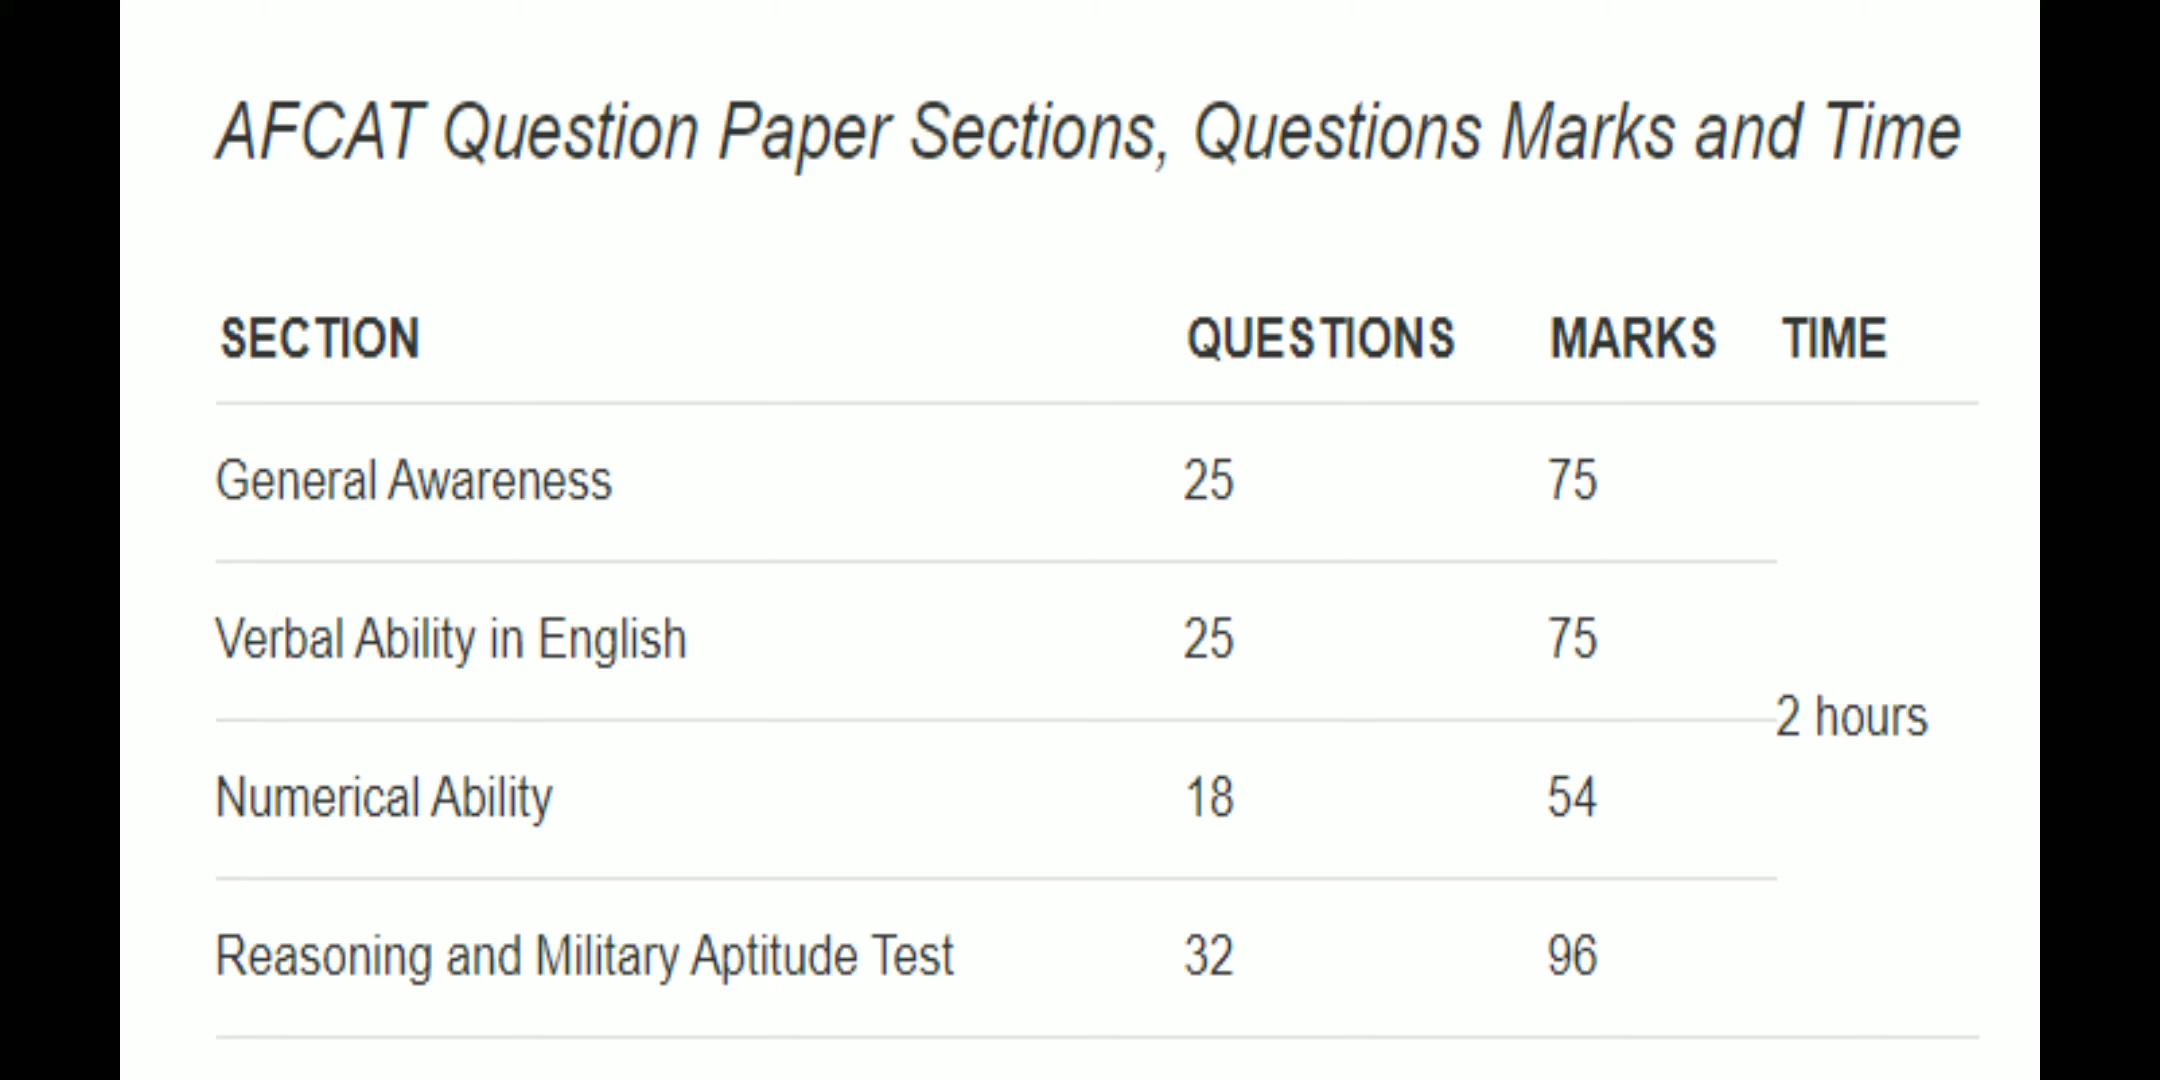 AFCAT Question Paper Sections, Questions Marks and Time
SECTION QUESTIONS MARKS TIME
General Awareness 25 75
Verbal Ability in English 25 75
2 hours
Numerical Ability 18 54
Reasoning and Military Aptitude Test 32 96